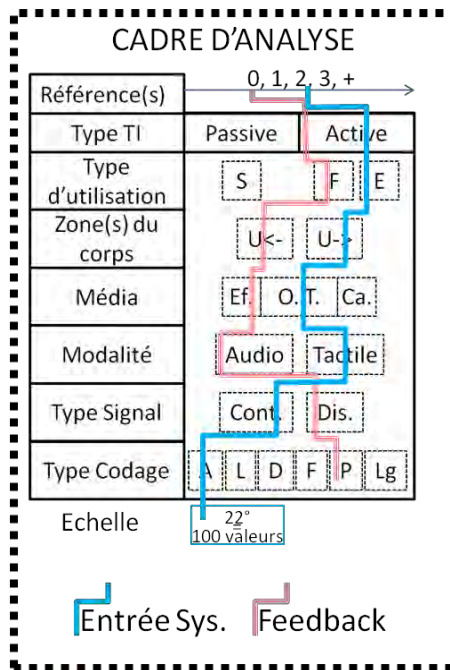 CADRE D'ANALYSE
Référence(s) 0, 1, 2, 3, +
Type TI Passive Active
Type d'utilisation S F E
Zone(s) du corps U<- U->
Média Ef. O. T. Ca.
Modalité Audio Tactile
Type Signal Cont. Dis.
Type Codage A L D F P Lg
Echelle 22°
=
100 valeurs
Entrée Sys. Feedback